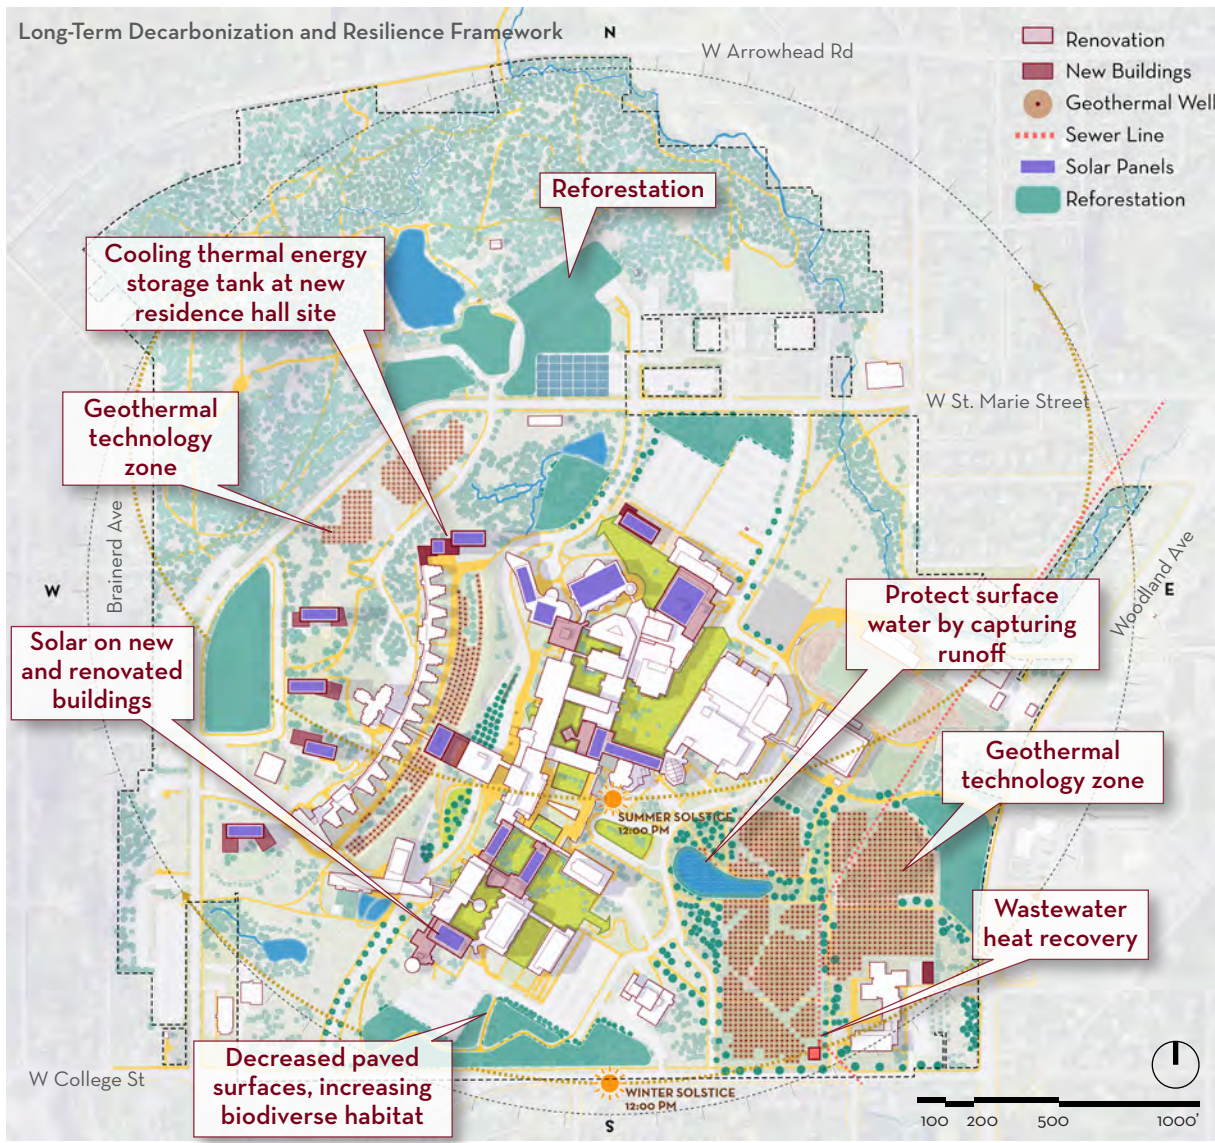 Long-Term Decarbonization and Resilience Framework
N
W Arrowhead Rd
Renovation
New Buildings
Geothermal Well
Sewer Line
Solar Panels
Reforestation
Reforestation
Cooling thermal energy
storage tank at new
residence hall site
Geothermal
technology
zone
W St. Marie Street
Brainerd Ave
W
Woodland Ave
E
Protect surface
water by capturing
runoff
Solar on new
and renovated
buildings
Geothermal
technology zone
SUMMER SOLSTICE
12:00 PM
Wastewater
heat recovery
Decreased paved
surfaces, increasing
biodiverse habitat
W College St
WINTER SOLSTICE
12:00 PM
S
100 200 500 1000'